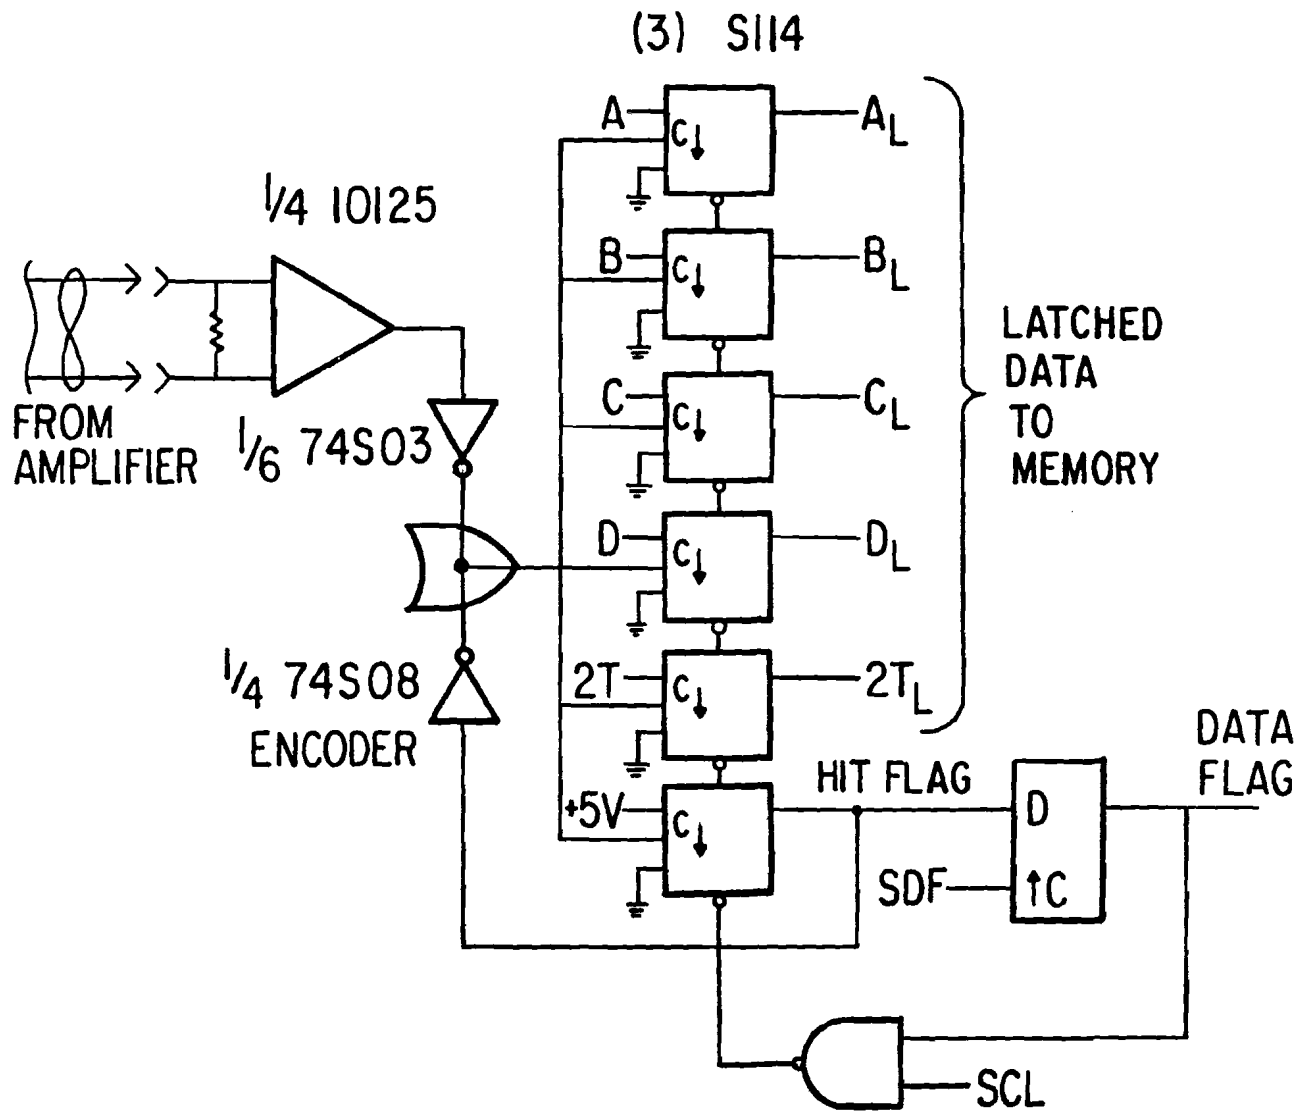 (3) S114
A
C↓
A_L
1/4 10125
B
C↓
B_L
FROM
AMPLIFIER
1/6 74S03
C
C↓
C_L
LATCHED
DATA
TO
MEMORY
D
C↓
D_L
1/4 74S08
ENCODER
2T
C↓
2T_L
+5V
C↓
HIT FLAG
D
↑C
SDF
DATA
FLAG
SCL